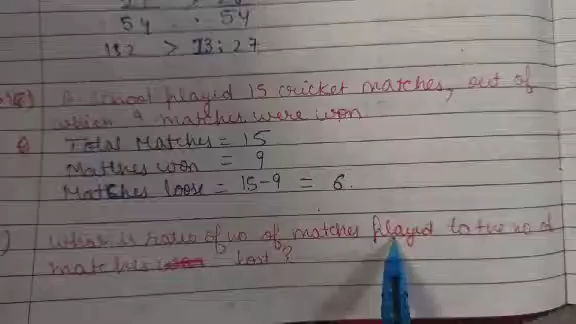 54 : 54
132 > 13:27
A school played 15 cricket matches, out of
which 9 matches were won
Total Matches = 15
Matches won = 9
Matches loose = 15-9 = 6.
What is ratio of no of matches played to the no of
matches lost?